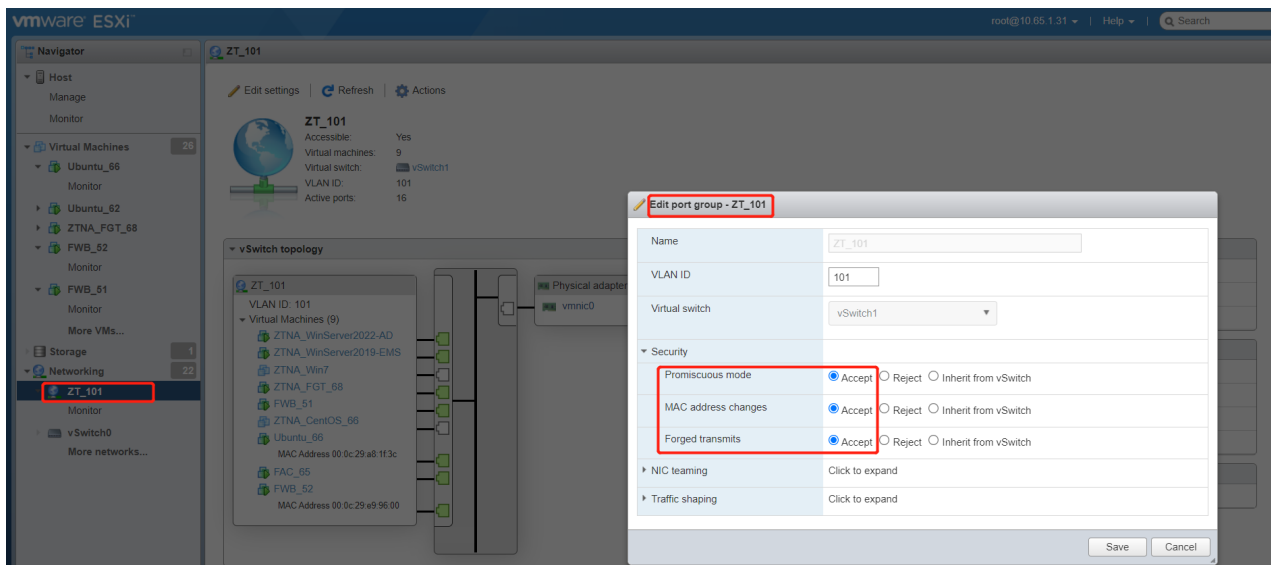 vmware ESXi™
root@10.65.1.31 | Help | Search
Navigator
ZT_101
Host
Manage
Monitor
Virtual Machines 26
Ubuntu_66
Monitor
Ubuntu_62
ZTNA_FGT_68
FWB_52
Monitor
FWB_51
Monitor
More VMs...
Storage 1
Networking 22
ZT_101
Monitor
vSwitch0
More networks...
Edit settings | Refresh | Actions
ZT_101
Accessible: Yes
Virtual machines: 9
Virtual switch: vSwitch1
VLAN ID: 101
Active ports: 16
vSwitch topology
ZT_101
VLAN ID: 101
Virtual Machines (9)
ZTNA_WinServer2022-AD
ZTNA_WinServer2019-EMS
ZTNA_Win7
ZTNA_FGT_68
FWB_51
ZTNA_CentOS_66
Ubuntu_66
MAC Address 00:0c:29:a8:1f:3c
FAC_65
FWB_52
MAC Address 00:0c:29:e9:96:00
Physical adapter
vmnic0
Edit port group - ZT_101
Name ZT_101
VLAN ID 101
Virtual switch vSwitch1
Security
Promiscuous mode Accept Reject Inherit from vSwitch
MAC address changes Accept Reject Inherit from vSwitch
Forged transmits Accept Reject Inherit from vSwitch
NIC teaming Click to expand
Traffic shaping Click to expand
Save Cancel